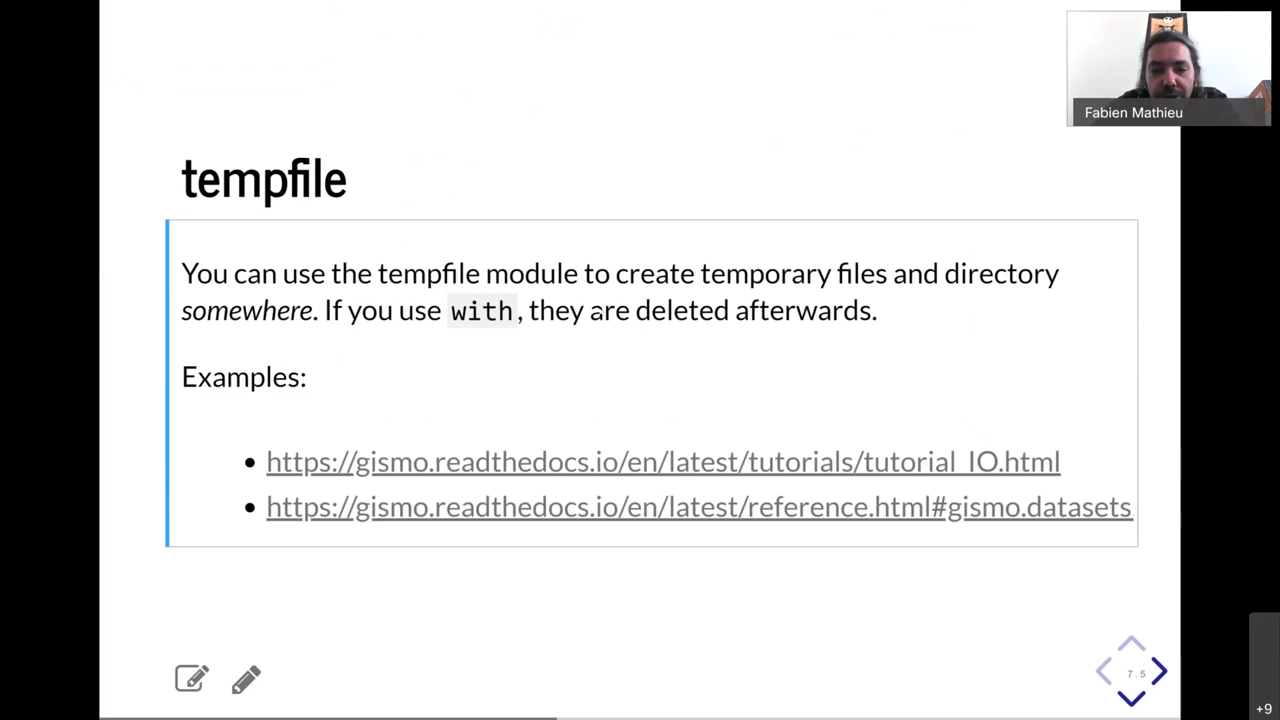 Fabien Mathieu
tempfile
You can use the tempfile module to create temporary files and directory
somewhere. If you use with, they are deleted afterwards.
Examples:
https://gismo.readthedocs.io/en/latest/tutorials/tutorial_IO.html
https://gismo.readthedocs.io/en/latest/reference.html#gismo.datasets
7.5
+9